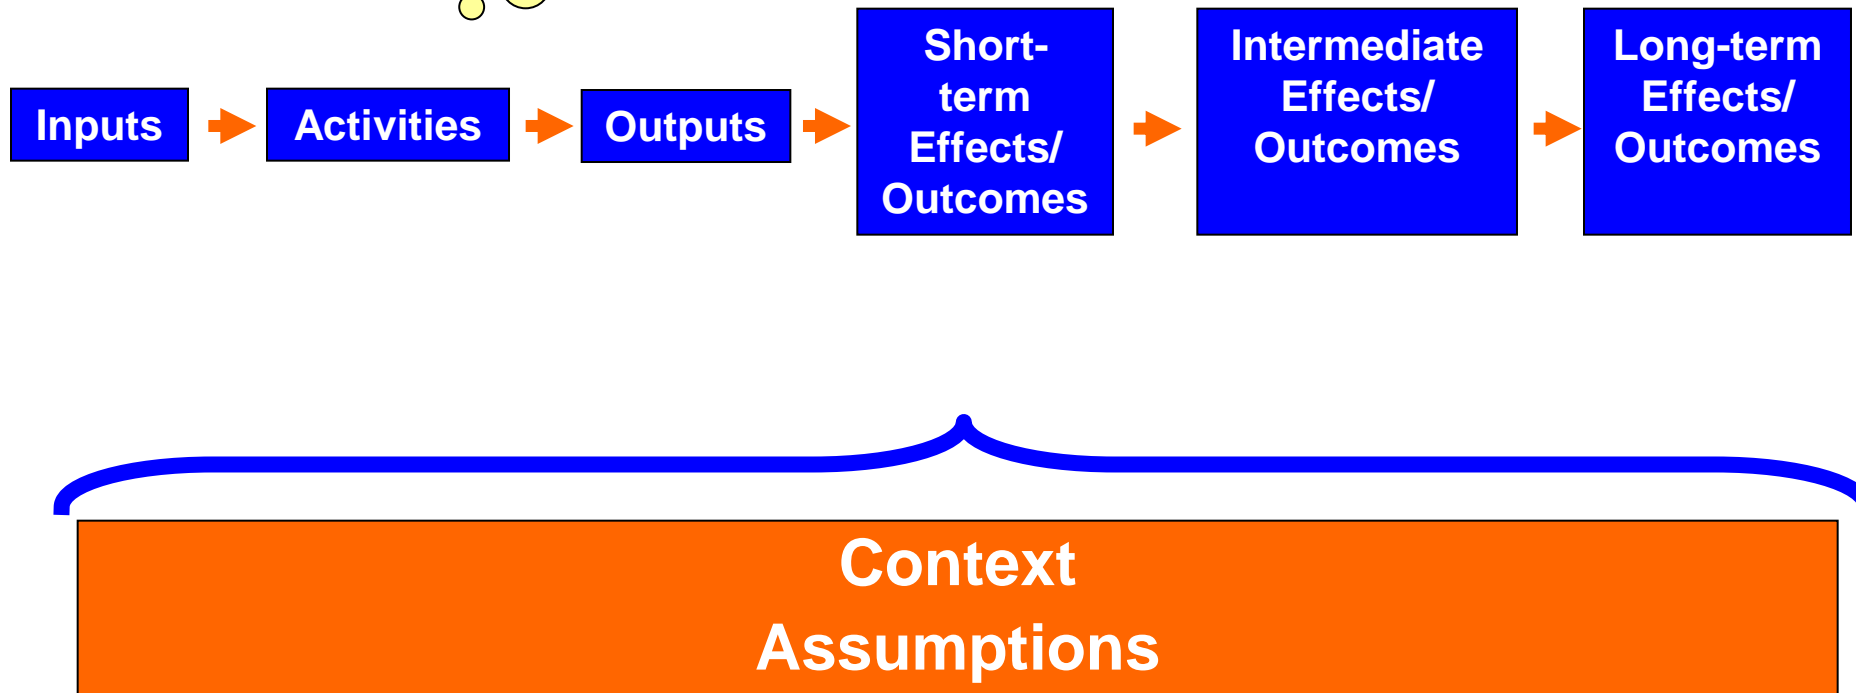 Inputs
Activities
Outputs
Short-
term
Effects/
Outcomes
Intermediate
Effects/
Outcomes
Long-term
Effects/
Outcomes
Context
Assumptions